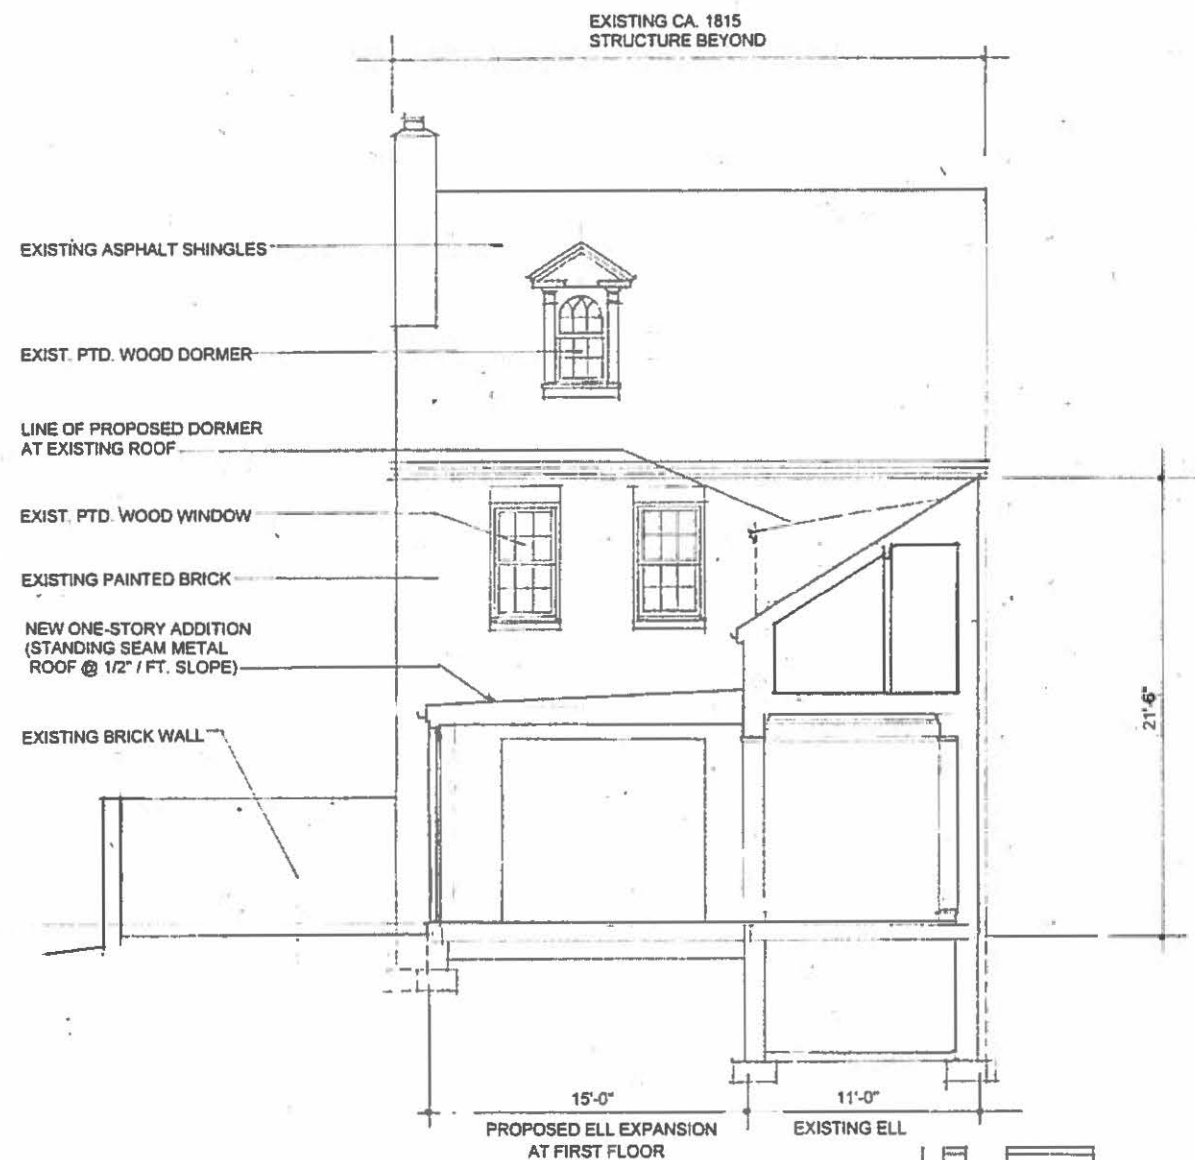 EXISTING CA. 1815
STRUCTURE BEYOND
EXISTING ASPHALT SHINGLES
EXIST. PTD. WOOD DORMER
LINE OF PROPOSED DORMER
AT EXISTING ROOF
EXIST. PTD. WOOD WINDOW
EXISTING PAINTED BRICK
NEW ONE-STORY ADDITION
(STANDING SEAM METAL
ROOF @ 1/2" / FT. SLOPE)
EXISTING BRICK WALL
21'-6"
15'-0"
PROPOSED ELL EXPANSION
AT FIRST FLOOR
11'-0"
EXISTING ELL